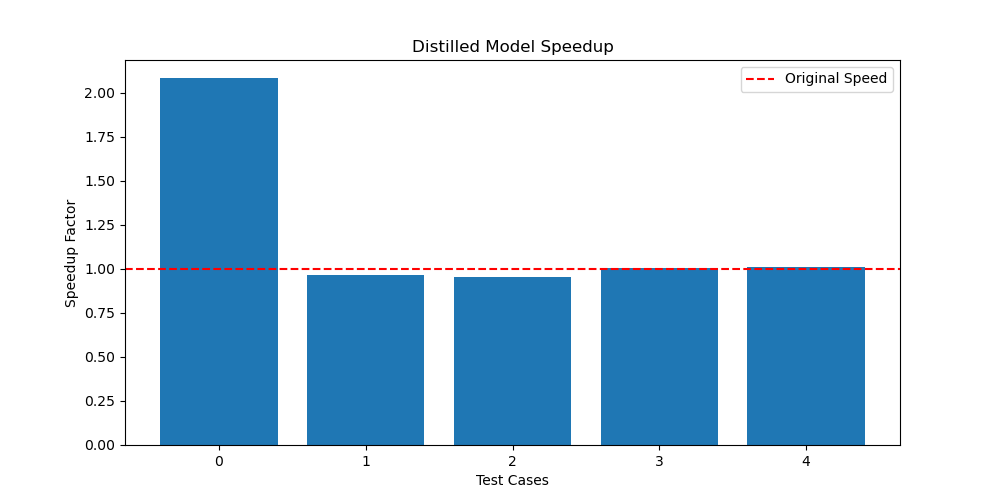 Distilled Model Speedup
Original Speed
Speedup Factor
2.00
1.75
1.50
1.25
1.00
0.75
0.50
0.25
0.00
0 1 2 3 4
Test Cases